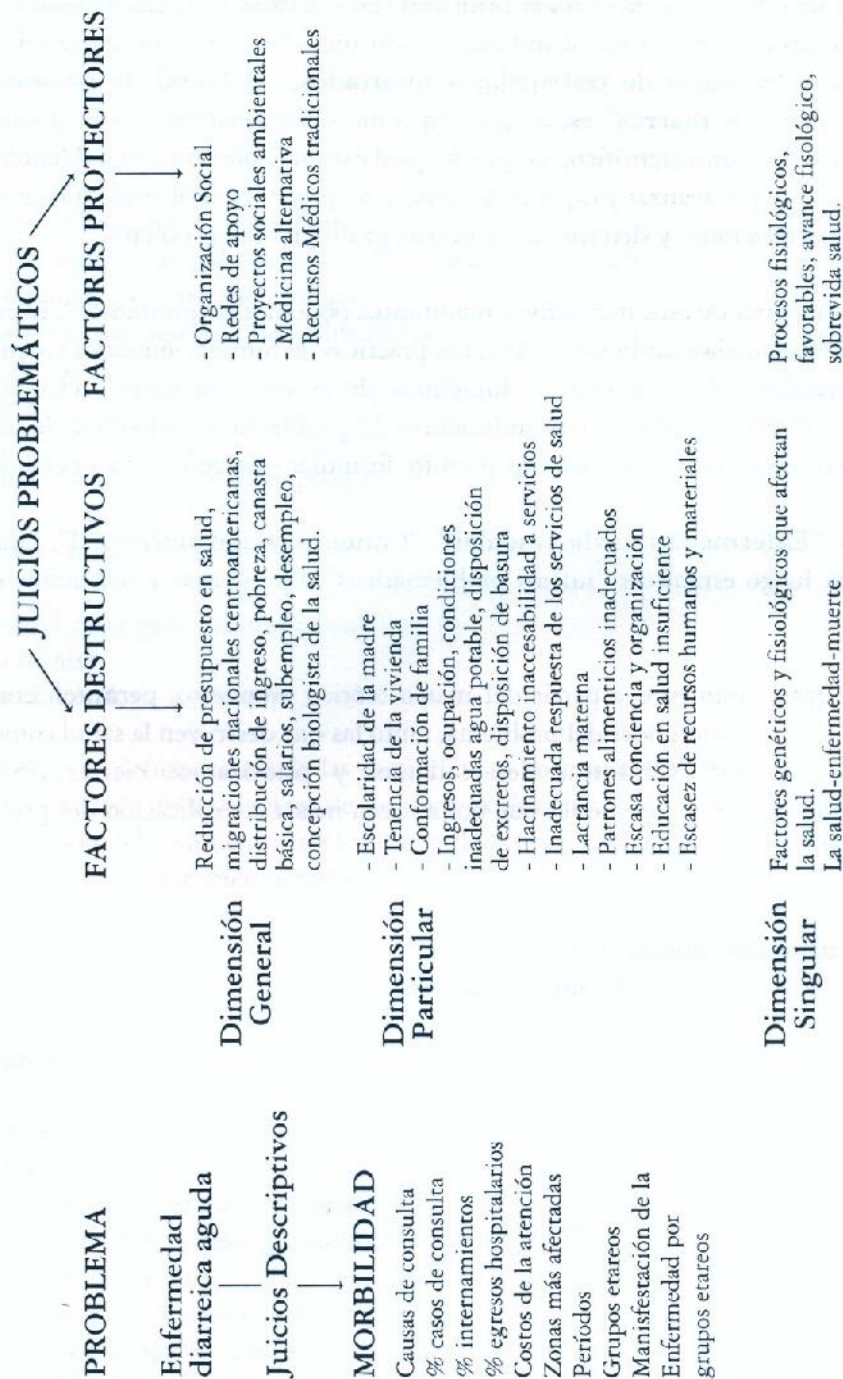 PROBLEMA
Enfermedad
diarreica aguda
Juicios Descriptivos
MORBILIDAD
Causas de consulta
% casos de consulta
% internamientos
% egresos hospitalarios
Costos de la atención
Zonas más afectadas
Períodos
Grupos etareos
Manisfestación de la
Enfermedad por
grupos etareos
JUICIOS PROBLEMÁTICOS
FACTORES DESTRUCTIVOS
FACTORES PROTECTORES
Dimensión
General
- Reducción de presupuesto en salud,
migraciones nacionales centroamericanas,
distribución de ingreso, pobreza, canasta
básica, salarios, subempleo, desempleo,
concepción biologista de la salud.
- Organización Social
- Redes de apoyo
- Proyectos sociales ambientales
- Medicina alternativa
- Recursos Médicos tradicionales
Dimensión
Particular
- Escolaridad de la madre
- Tenencia de la vivienda
- Conformación de familia
- Ingresos, ocupación, condiciones
inadecuadas agua potable, disposición
de excretes, disposición de basura
- Hacinamiento inaccesabilidad a servicios
- Inadecuada respuesta de los servicios de salud
- Lactancia materna
- Patrones alimenticios inadecuados
- Escasa conciencia y organización
- Educación en salud insuficiente
- Escasez de recursos humanos y materiales
Dimensión
Singular
Factores genéticos y fisiológicos que afectan
la salud.
La salud-enfermedad-muerte
Procesos fisiológicos,
favorables, avance fisológico,
sobrevida salud.